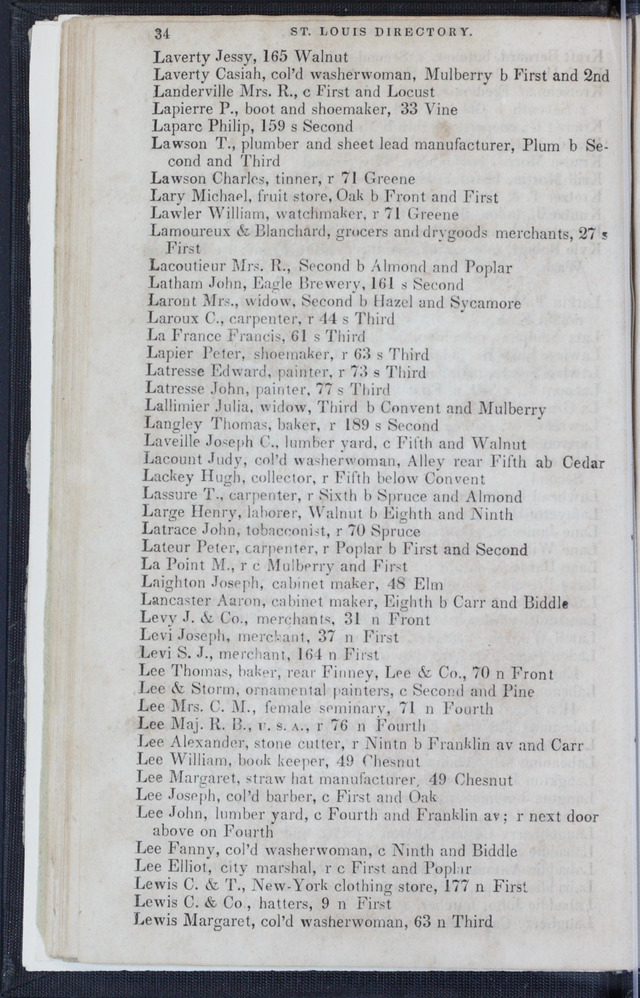 34 ST. LOUIS DIRECTORY.
Laverty Jessy, 165 Walnut
Laverty Casiah, col'd washerwoman, Mulberry b First and 2nd
Landerville Mrs. R., c First and Locust
Lapierre P., boot and shoemaker, 33 Vine
Laparc Philip, 159 s Second
Lawson T., plumber and sheet lead manufacturer, Plum b Se-
cond and Third
Lawson Charles, tinner, r 71 Greene
Lary Michael, fruit store, Oak b Front and First
Lawler William, watchmaker, r 71 Greene
Lamoureux & Blanchard, grocers and drygoods merchants, 27 s
First
Lacoutieur Mrs. R., Second b Almond and Poplar
Latham John, Eagle Brewery, 161 s Second
Laront Mrs., widow, Second b Hazel and Sycamore
Laroux C., carpenter, r 44 s Third
La France Francis, 61 s Third
Lapier Peter, shoemaker, r 63 s Third
Latresse Edward, painter, r 73 s Third
Latresse John, painter, 77 s Third
Lallimier Julia, widow, Third b Convent and Mulberry
Langley Thomas, baker, r 189 s Second
Laveille Joseph C., lumber yard, c Fifth and Walnut
Lacount Judy, col'd washerwoman, Alley rear Fifth ab Cedar
Lackey Hugh, collector, r Fifth below Convent
Lassure T., carpenter, r Sixth b Spruce and Almond
Large Henry, laborer, Walnut b Eighth and Ninth
Latrace John, tobacconist, r 70 Spruce
Lateur Peter, carpenter, r Poplar b First and Second
La Point M., r c Mulberry and First
Laighton Joseph, cabinet maker, 48 Elm
Lancaster Aaron, cabinet maker, Eighth b Carr and Biddle
Levy J. & Co., merchants, 31 n Front
Levi Joseph, merchant, 37 n First
Levi S. J., merchant, 164 n First
Lee Thomas, baker, rear Finney, Lee & Co., 70 n Front
Lee & Storm, ornamental painters, c Second and Pine
Lee Mrs. C. M., female seminary, 71 n Fourth
Lee Maj. R. B., U. S. A., r 76 n Fourth
Lee Alexander, stone cutter, r Nintn b Franklin av and Carr
Lee William, book keeper, 49 Chesnut
Lee Margaret, straw hat manufacturer, 49 Chesnut
Lee Joseph, col'd barber, c First and Oak
Lee John, lumber yard, c Fourth and Franklin av; r next door
above on Fourth
Lee Fanny, col'd washerwoman, c Ninth and Biddle
Lee Elliot, city marshal, r c First and Poplar
Lewis C. & T., New-York clothing store, 177 n First
Lewis C. & Co, hatters, 9 n First
Lewis Margaret, col'd washerwoman, 63 n Third